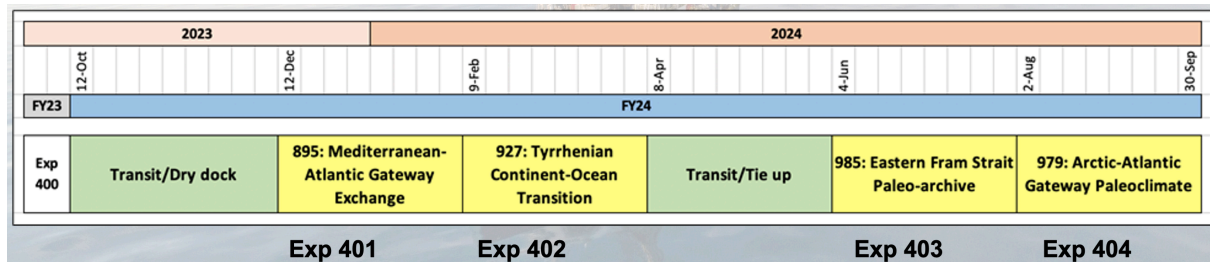 2023
2024
12-Oct
12-Dec
9-Feb
8-Apr
4-Jun
2-Aug
30-Sep
FY23
FY24
Exp
400
Transit/Dry dock
895: Mediterranean-
Atlantic Gateway
Exchange
927: Tyrrhenian
Continent-Ocean
Transition
Transit/Tie up
985: Eastern Fram Strait
Paleo-archive
979: Arctic-Atlantic
Gateway Paleoclimate
Exp 401
Exp 402
Exp 403
Exp 404